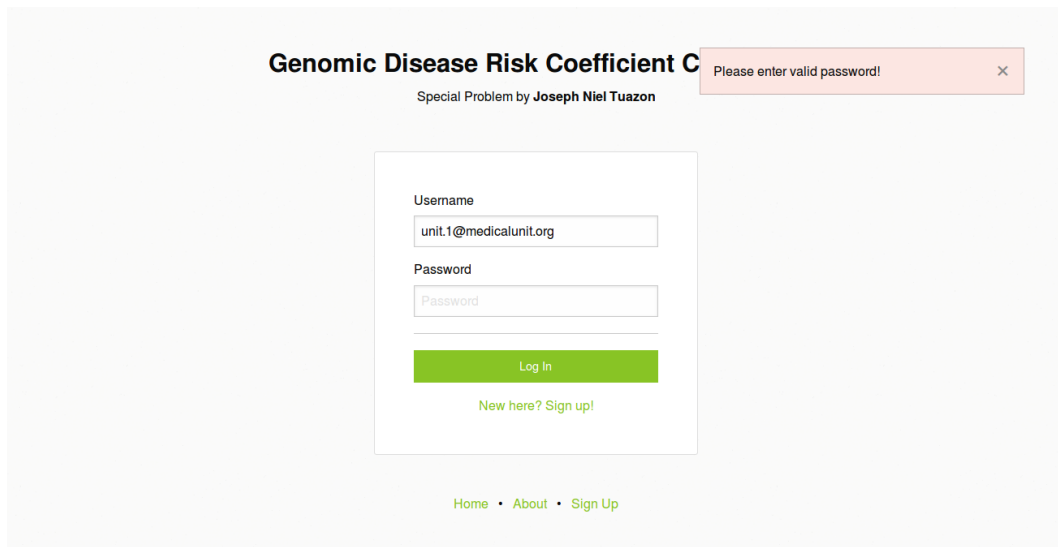 Genomic Disease Risk Coefficient C
Please enter valid password! ✕
Special Problem by Joseph Niel Tuazon
Username
unit.1@medicalunit.org
Password
Password
Log In
New here? Sign up!
Home • About • Sign Up